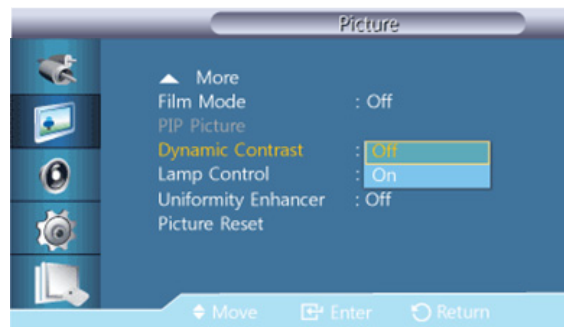 Picture
More
Film Mode : Off
PIP Picture
Dynamic Contrast : Off
Lamp Control : On
Uniformity Enhancer : Off
Picture Reset
Move Enter Return